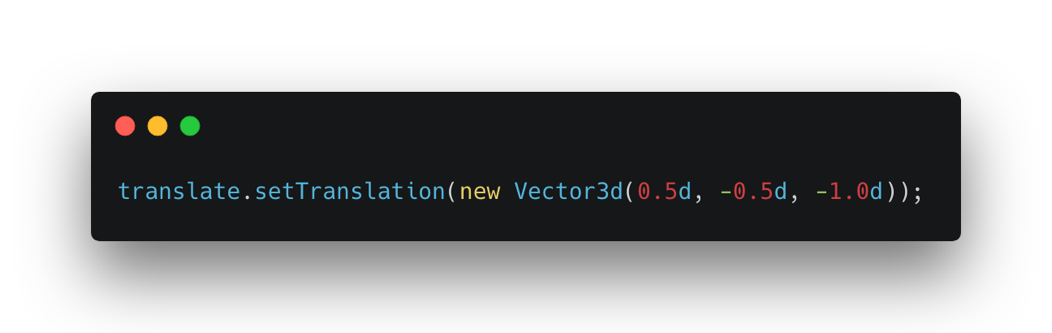 translate.setTranslation(new Vector3d(0.5d, -0.5d, -1.0d));